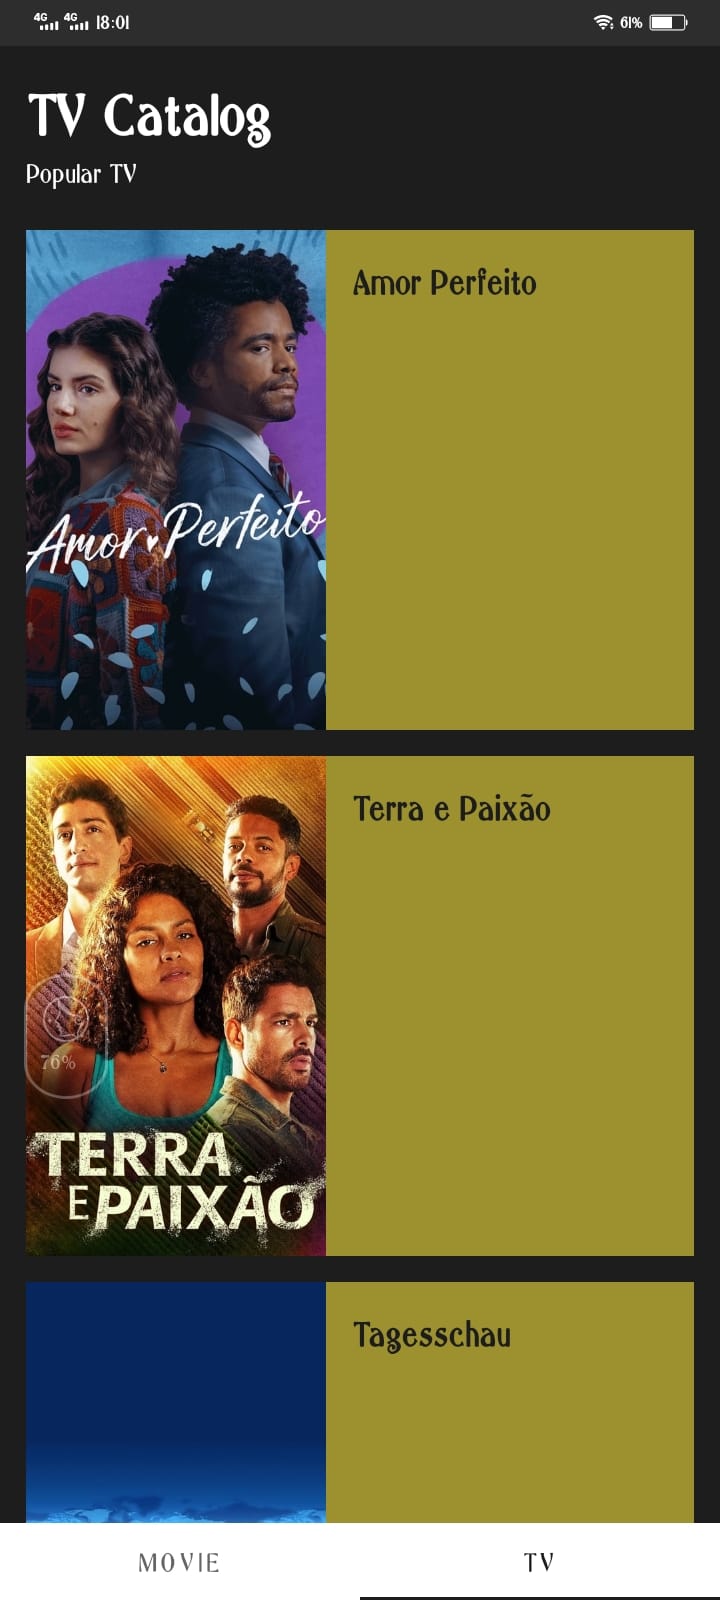 4G 4G 18:01 61%
TV Catalog
Popular TV
Amor Perfeito
Amor Perfeito
Terra e Paixão
76%
TERRA
E PAIXÃO
Tagesschau
MOVIE TV